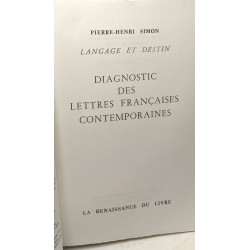 PIERRE-HENRI SIMON
LANGAGE ET DESTIN
DIAGNOSTIC
DES
LETTRES FRANÇAISES
CONTEMPORAINES
LA RENAISSANCE DU LIVRE